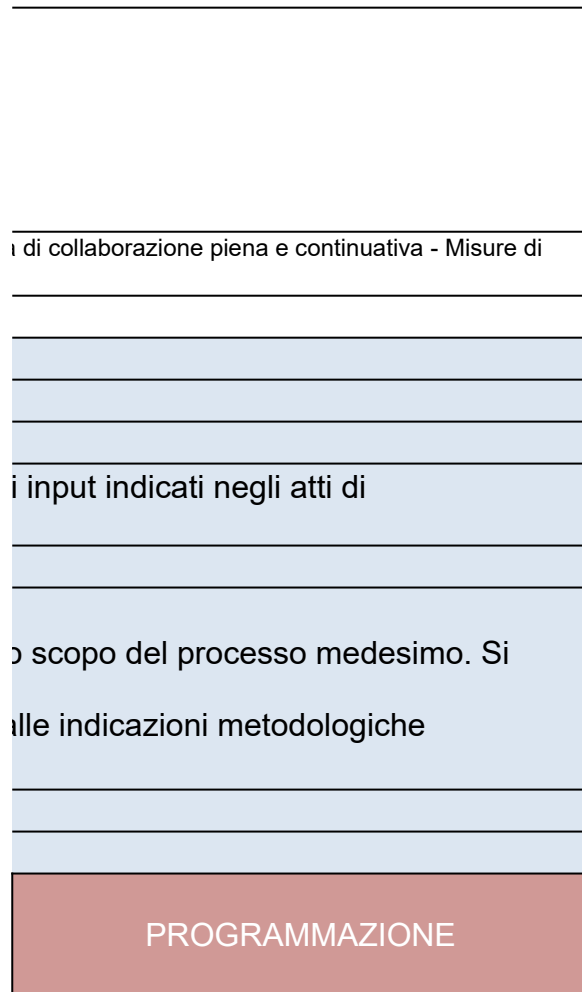 di collaborazione piena e continuativa - Misure di
i input indicati negli atti di
scopo del processo medesimo. Si
indicazioni metodologiche
PROGRAMMAZIONE